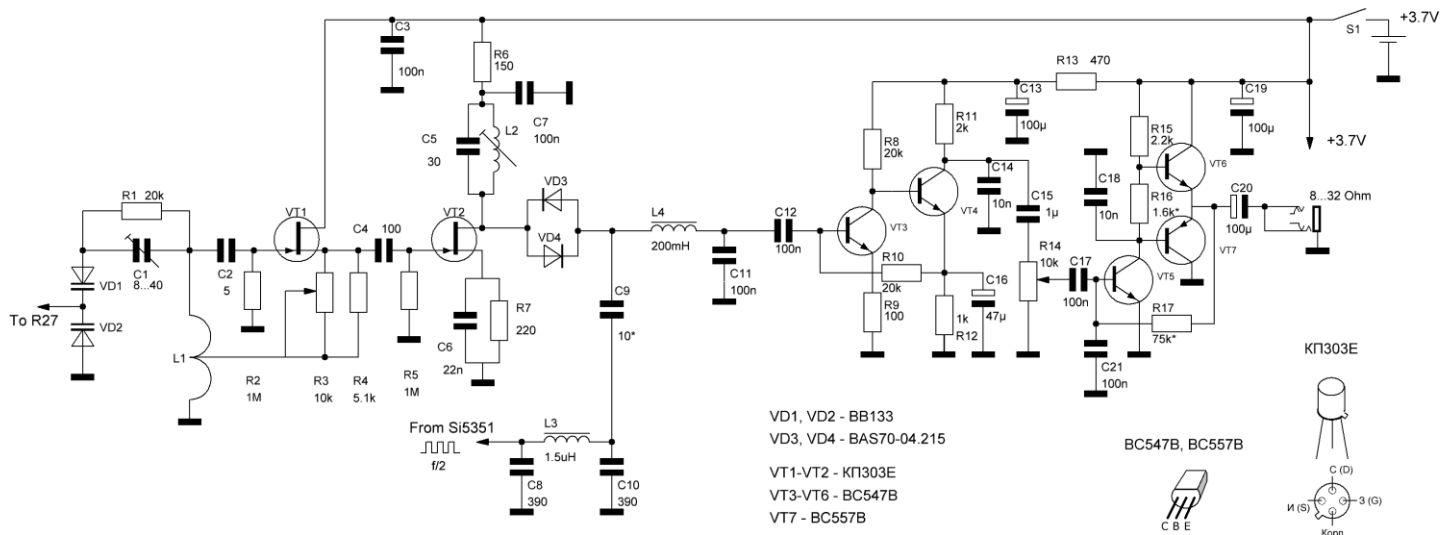 C3
100n
R6
150
C7
100n
C5
30
L2
R1 20k
C1
8...40
VD1
VD2
To R27
L1
C2
5
VT1
C4 100
VT2
R2
1M
R3
10k
R4
5.1k
R5
1M
C6
22n
R7
220
VD3
VD4
C9
10*
From Si5351
f/2
L3
1.5uH
C8
390
C10
390
L4
200mH
C11
100n
C12
100n
R8
20k
VT3
R9
100
R10
20k
R11
2k
VT4
1k
R12
C16
47µ
C14
10n
C13
100µ
R13 470
C15
1µ
R14
10k
C17
100n
C18
10n
R15
2.2k
R16
1.6k*
VT5
VT6
VT7
R17
75k*
C21
100n
C19
100µ
C20
100µ
S1
+3.7V
+3.7V
8...32 Ohm
VD1, VD2 - BB133
VD3, VD4 - BAS70-04.215
VT1-VT2 - КП303Е
VT3-VT6 - BC547B
VT7 - BC557B
BC547B, BC557B
C B E
КП303Е
С (D)
И (S)
З (G)
Корп